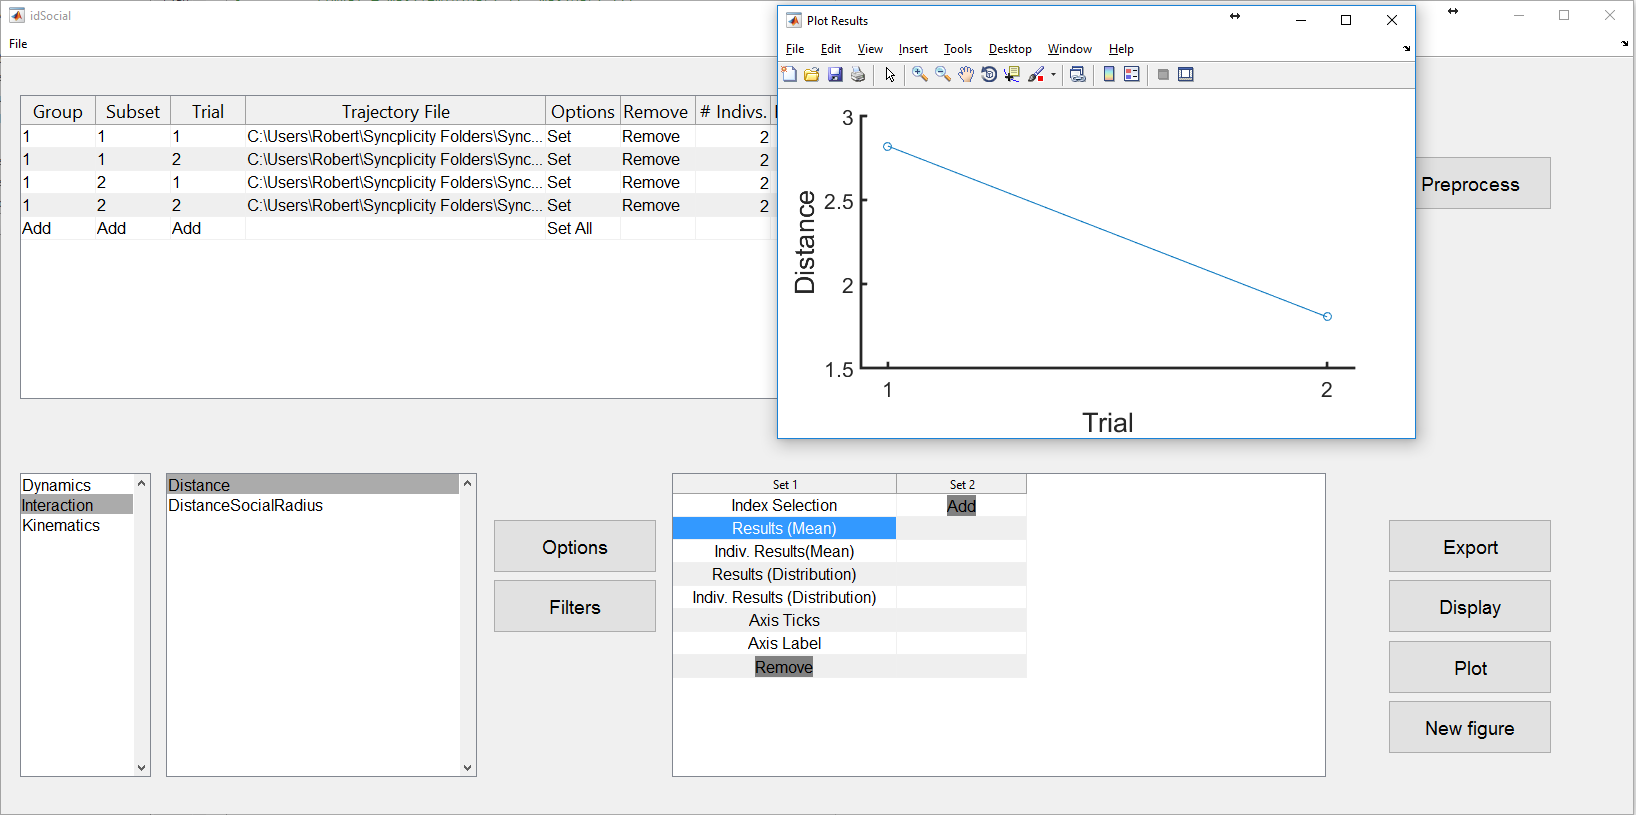 idSocial
File
Group Subset Trial Trajectory File Options Remove # Indivs.
1 1 1 C:\Users\Robert\Syncplicity Folders\Sync... Set Remove 2
1 1 2 C:\Users\Robert\Syncplicity Folders\Sync... Set Remove 2
1 2 1 C:\Users\Robert\Syncplicity Folders\Sync... Set Remove 2
1 2 2 C:\Users\Robert\Syncplicity Folders\Sync... Set Remove 2
Add Add Add Set All
Plot Results
File Edit View Insert Tools Desktop Window Help
3
2.5
2
1.5
Distance
1 2
Trial
Preprocess
Dynamics
Interaction
Kinematics
Distance
DistanceSocialRadius
Options
Filters
Set 1 Set 2
Index Selection Add
Results (Mean)
Indiv. Results(Mean)
Results (Distribution)
Indiv. Results (Distribution)
Axis Ticks
Axis Label
Remove
Export
Display
Plot
New figure